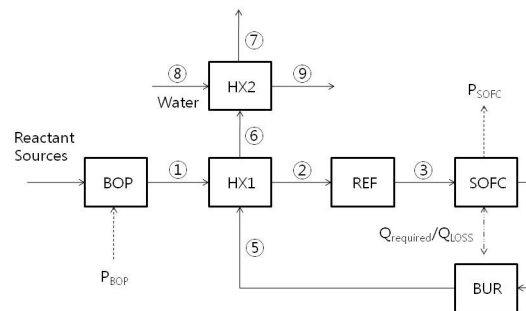 ⑦
⑧
HX2
⑨
Water
P_SOFC
⑥
Reactant
Sources
BOP
①
HX1
②
REF
③
SOFC
⑤
Q_required/Q_LOSS
P_BOP
BUR